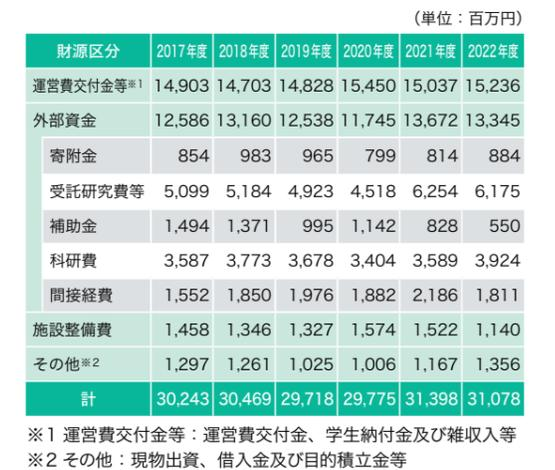 （単位：百万円）
財源区分 2017年度 2018年度 2019年度 2020年度 2021年度 2022年度
運営費交付金等※1 14,903 14,703 14,828 15,450 15,037 15,236
外部資金 12,586 13,160 12,538 11,745 13,672 13,345
寄附金 854 983 965 799 814 884
受託研究費等 5,099 5,184 4,923 4,518 6,254 6,175
補助金 1,494 1,371 995 1,142 828 550
科研費 3,587 3,773 3,678 3,404 3,589 3,924
間接経費 1,552 1,850 1,976 1,882 2,186 1,811
施設整備費 1,458 1,346 1,327 1,574 1,522 1,140
その他※2 1,297 1,261 1,025 1,006 1,167 1,356
計 30,243 30,469 29,718 29,775 31,398 31,078
※1 運営費交付金等：運営費交付金、学生納付金及び雑収入等
※2 その他：現物出資、借入金及び目的積立金等